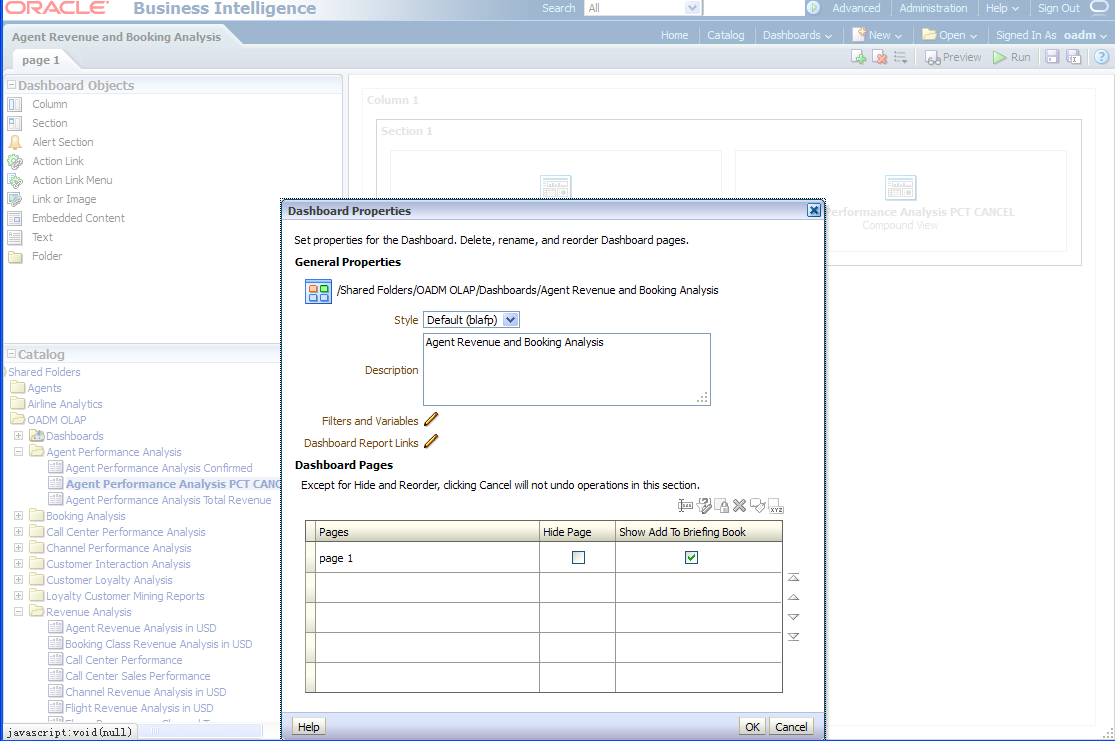 ORACLE Business Intelligence
Search All Advanced Administration Help Sign Out
Agent Revenue and Booking Analysis
Home Catalog Dashboards New Open Signed In As oadm
page 1
Preview Run
Dashboard Objects
Column
Section
Alert Section
Action Link
Action Link Menu
Link or Image
Embedded Content
Text
Folder
Catalog
Shared Folders
Agents
Airline Analytics
OADM OLAP
Dashboards
Agent Performance Analysis
Agent Performance Analysis Confirmed
Agent Performance Analysis PCT CANC
Agent Performance Analysis Total Revenue
Booking Analysis
Call Center Performance Analysis
Channel Performance Analysis
Customer Interaction Analysis
Customer Loyalty Analysis
Loyalty Customer Mining Reports
Revenue Analysis
Agent Revenue Analysis in USD
Booking Class Revenue Analysis in USD
Call Center Performance
Call Center Sales Performance
Channel Revenue Analysis in USD
Flight Revenue Analysis in USD
javascript:void(null)
Column 1
Section 1
Performance Analysis PCT CANCEL
Compound View
Dashboard Properties
Set properties for the Dashboard. Delete, rename, and reorder Dashboard pages.
General Properties
/Shared Folders/OADM OLAP/Dashboards/Agent Revenue and Booking Analysis
Style Default (blafp)
Description Agent Revenue and Booking Analysis
Filters and Variables
Dashboard Report Links
Dashboard Pages
Except for Hide and Reorder, clicking Cancel will not undo operations in this section.
Pages Hide Page Show Add To Briefing Book
page 1
Help OK Cancel